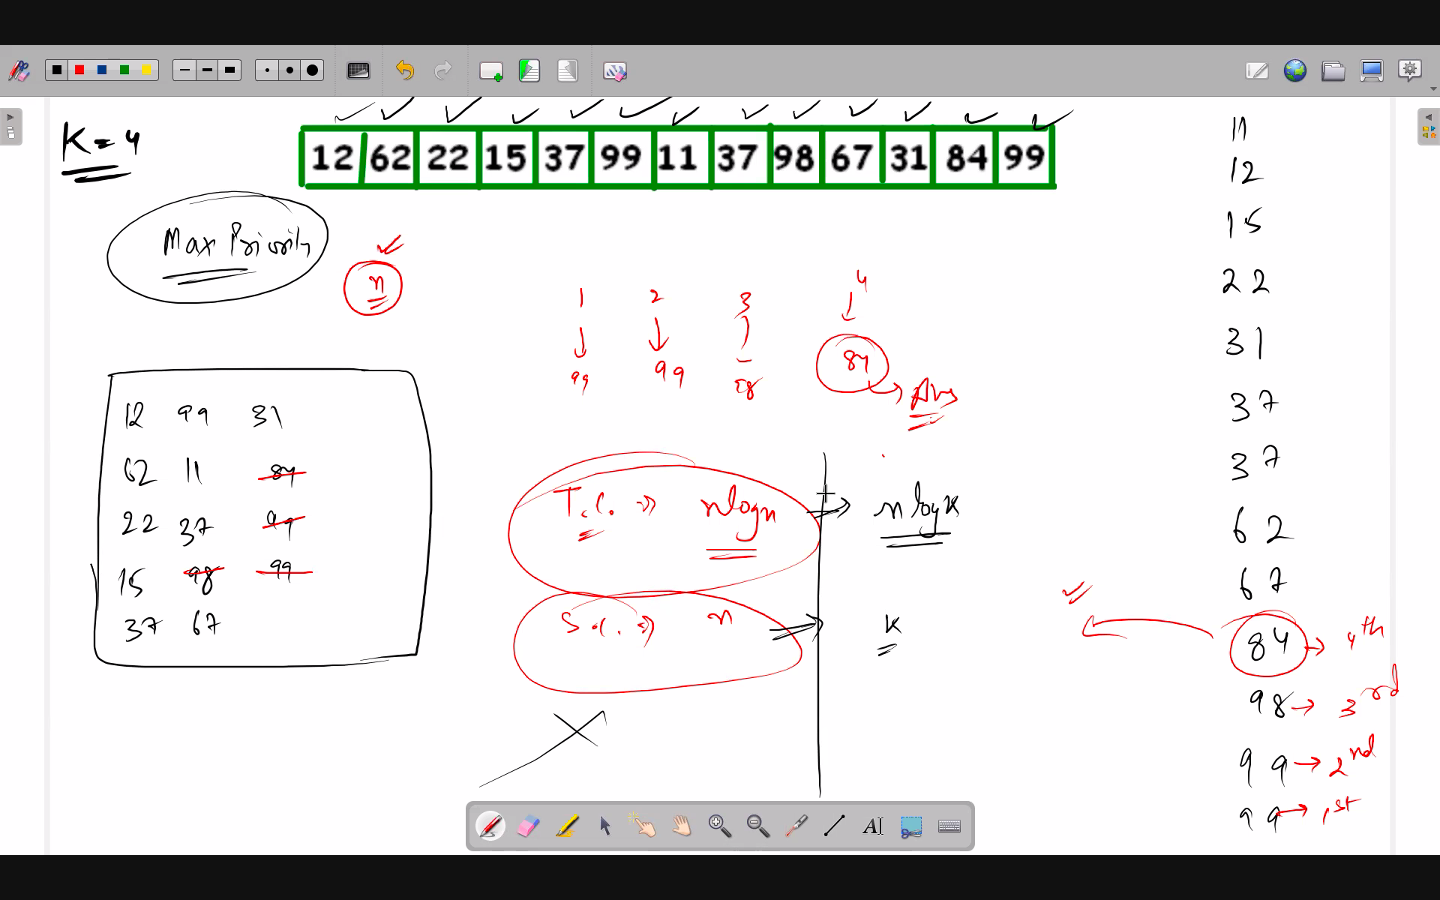 K = 4
12 62 22 15 37 99 11 37 98 67 31 84 99
Max Priority
n
1 2 3 4
99 99 98 84
Ans
12 99 31
62 11 84
22 37 99
15 98 99
37 67
T.C. => nlogn
n log K
S.C. => n
K
11
12
15
22
31
37
37
62
67
84 → 4th
98 → 3rd
99 → 2nd
99 → 1st
AI